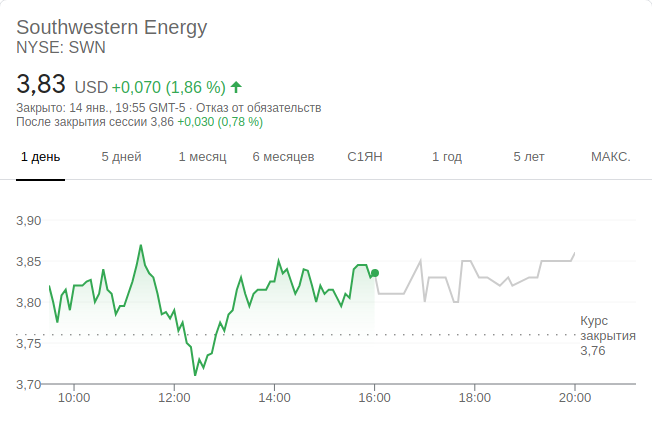 Southwestern Energy
NYSE: SWN
3,83 USD +0,070 (1,86 %)
Закрыто: 14 янв., 19:55 GMT-5 · Отказ от обязательств
После закрытия сессии 3,86 +0,030 (0,78 %)
1 день 5 дней 1 месяц 6 месяцев С1ЯН 1 год 5 лет МАКС.
3,90
3,85
3,80
3,75
3,70
Курс
закрытия
3,76
10:00 12:00 14:00 16:00 18:00 20:00